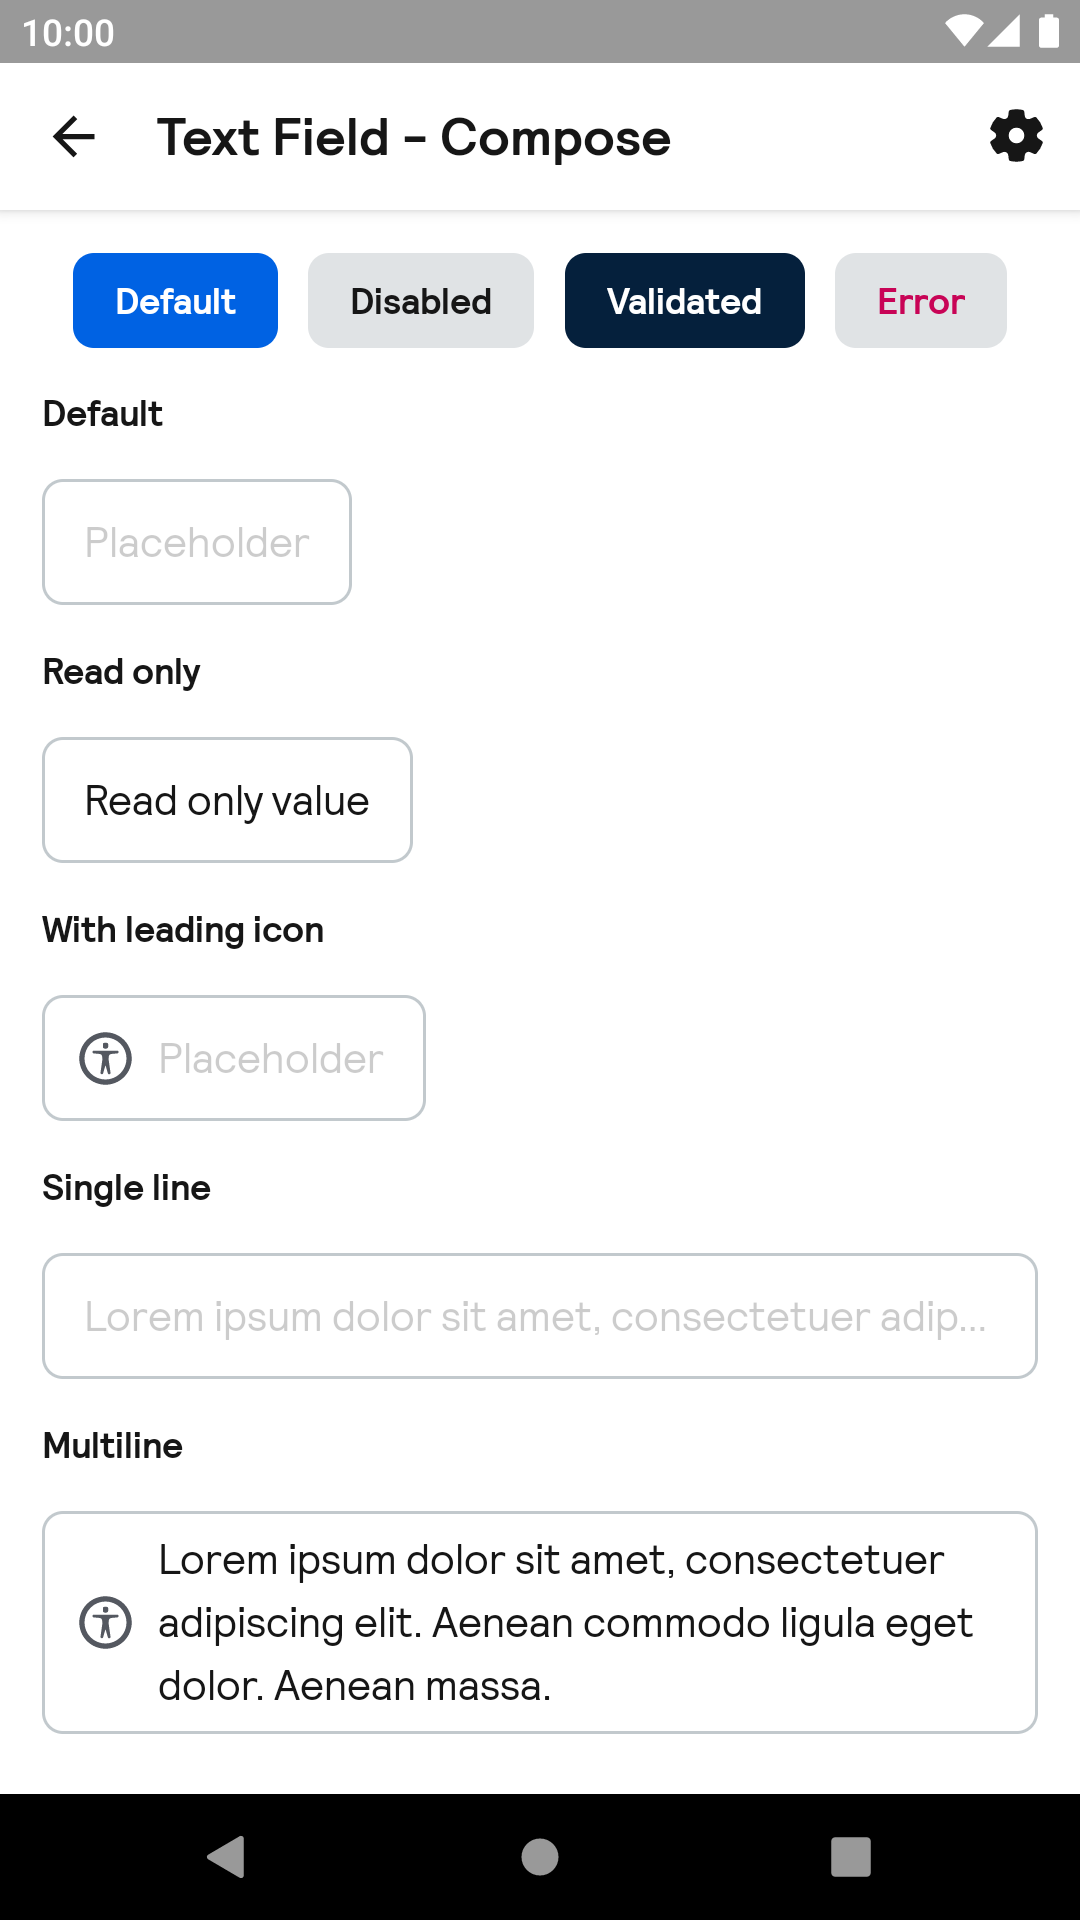 10:00
Text Field - Compose
Default Disabled Validated Error
Default
Placeholder
Read only
Read only value
With leading icon
Placeholder
Single line
Lorem ipsum dolor sit amet, consectetuer adip...
Multiline
Lorem ipsum dolor sit amet, consectetuer
adipiscing elit. Aenean commodo ligula eget
dolor. Aenean massa.